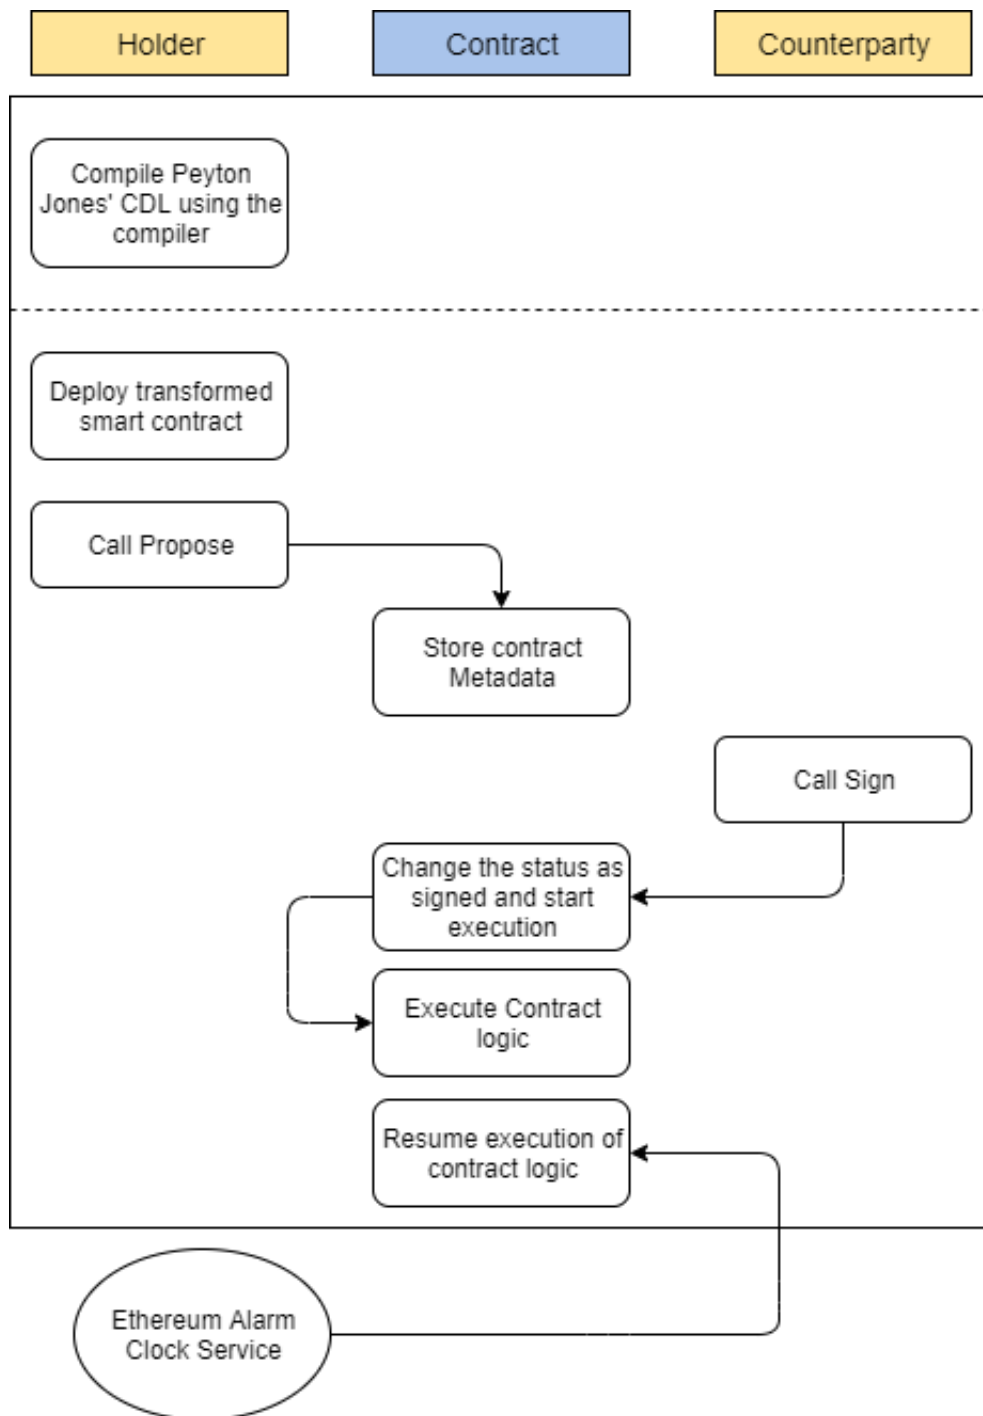 Holder
Contract
Counterparty
Compile Peyton
Jones' CDL using the
compiler
Deploy transformed
smart contract
Call Propose
Store contract
Metadata
Call Sign
Change the status as
signed and start
execution
Execute Contract
logic
Resume execution of
contract logic
Ethereum Alarm
Clock Service